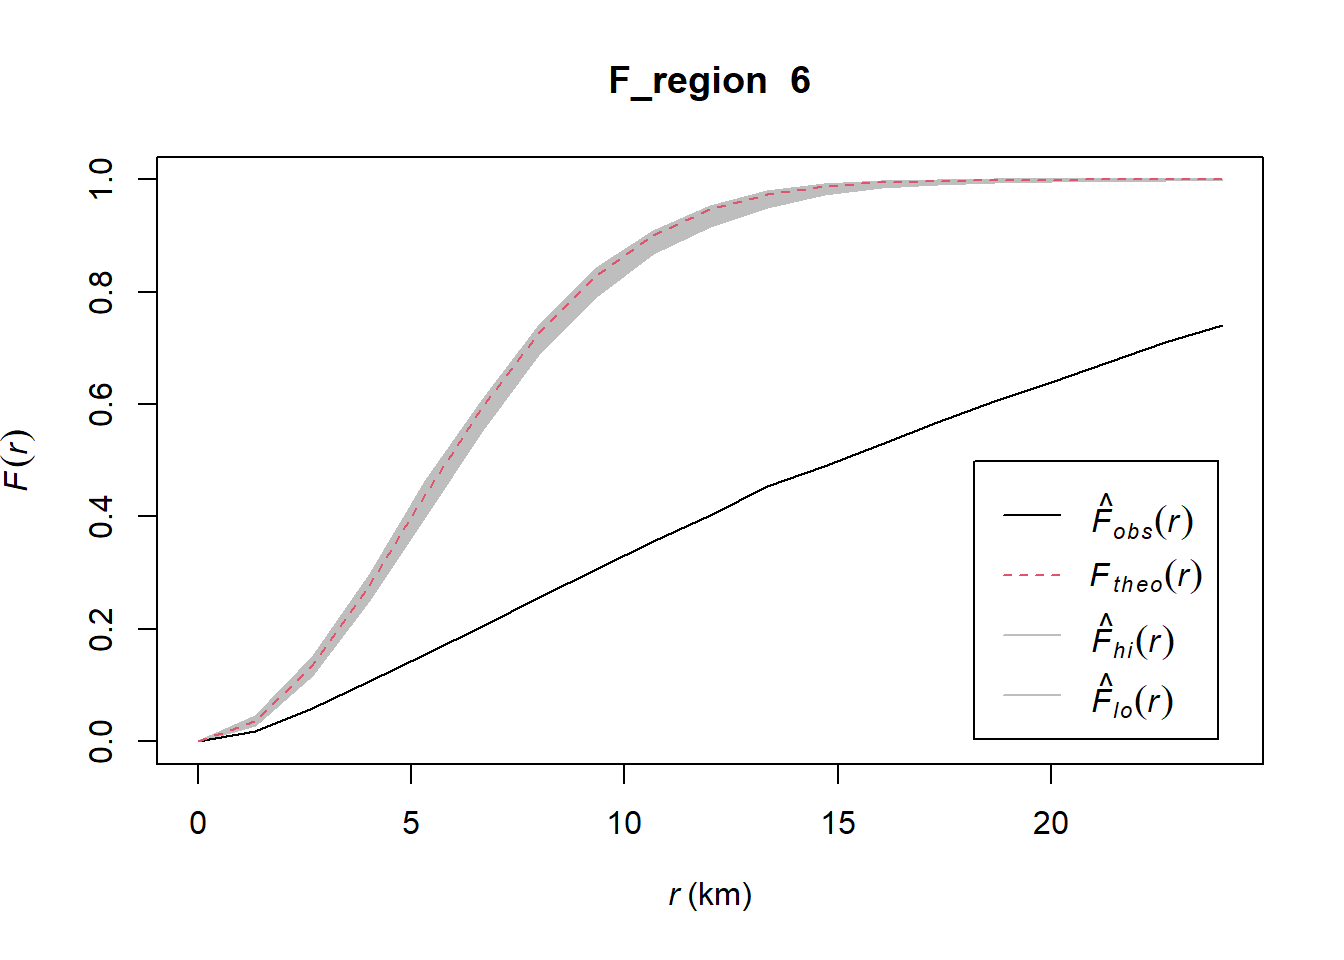 F_region 6
F(r)
1.0
0.8
0.6
0.4
0.2
0.0
F̂obs(r)
Ftheo(r)
F̂hi(r)
F̂lo(r)
0 5 10 15 20
r (km)